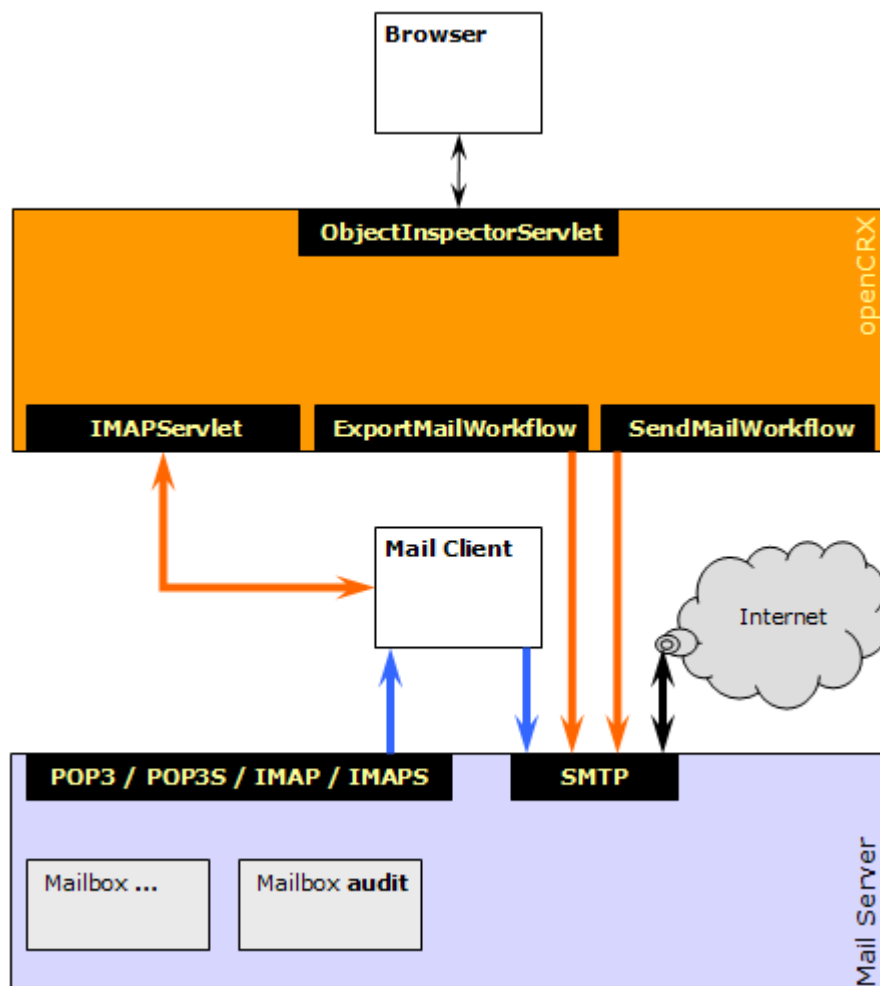 Browser
ObjectInspectorServlet
openCRX
IMAPServlet
ExportMailWorkflow
SendMailWorkflow
Mail Client
Internet
POP3 / POP3S / IMAP / IMAPS
SMTP
Mailbox ...
Mailbox audit
Mail Server